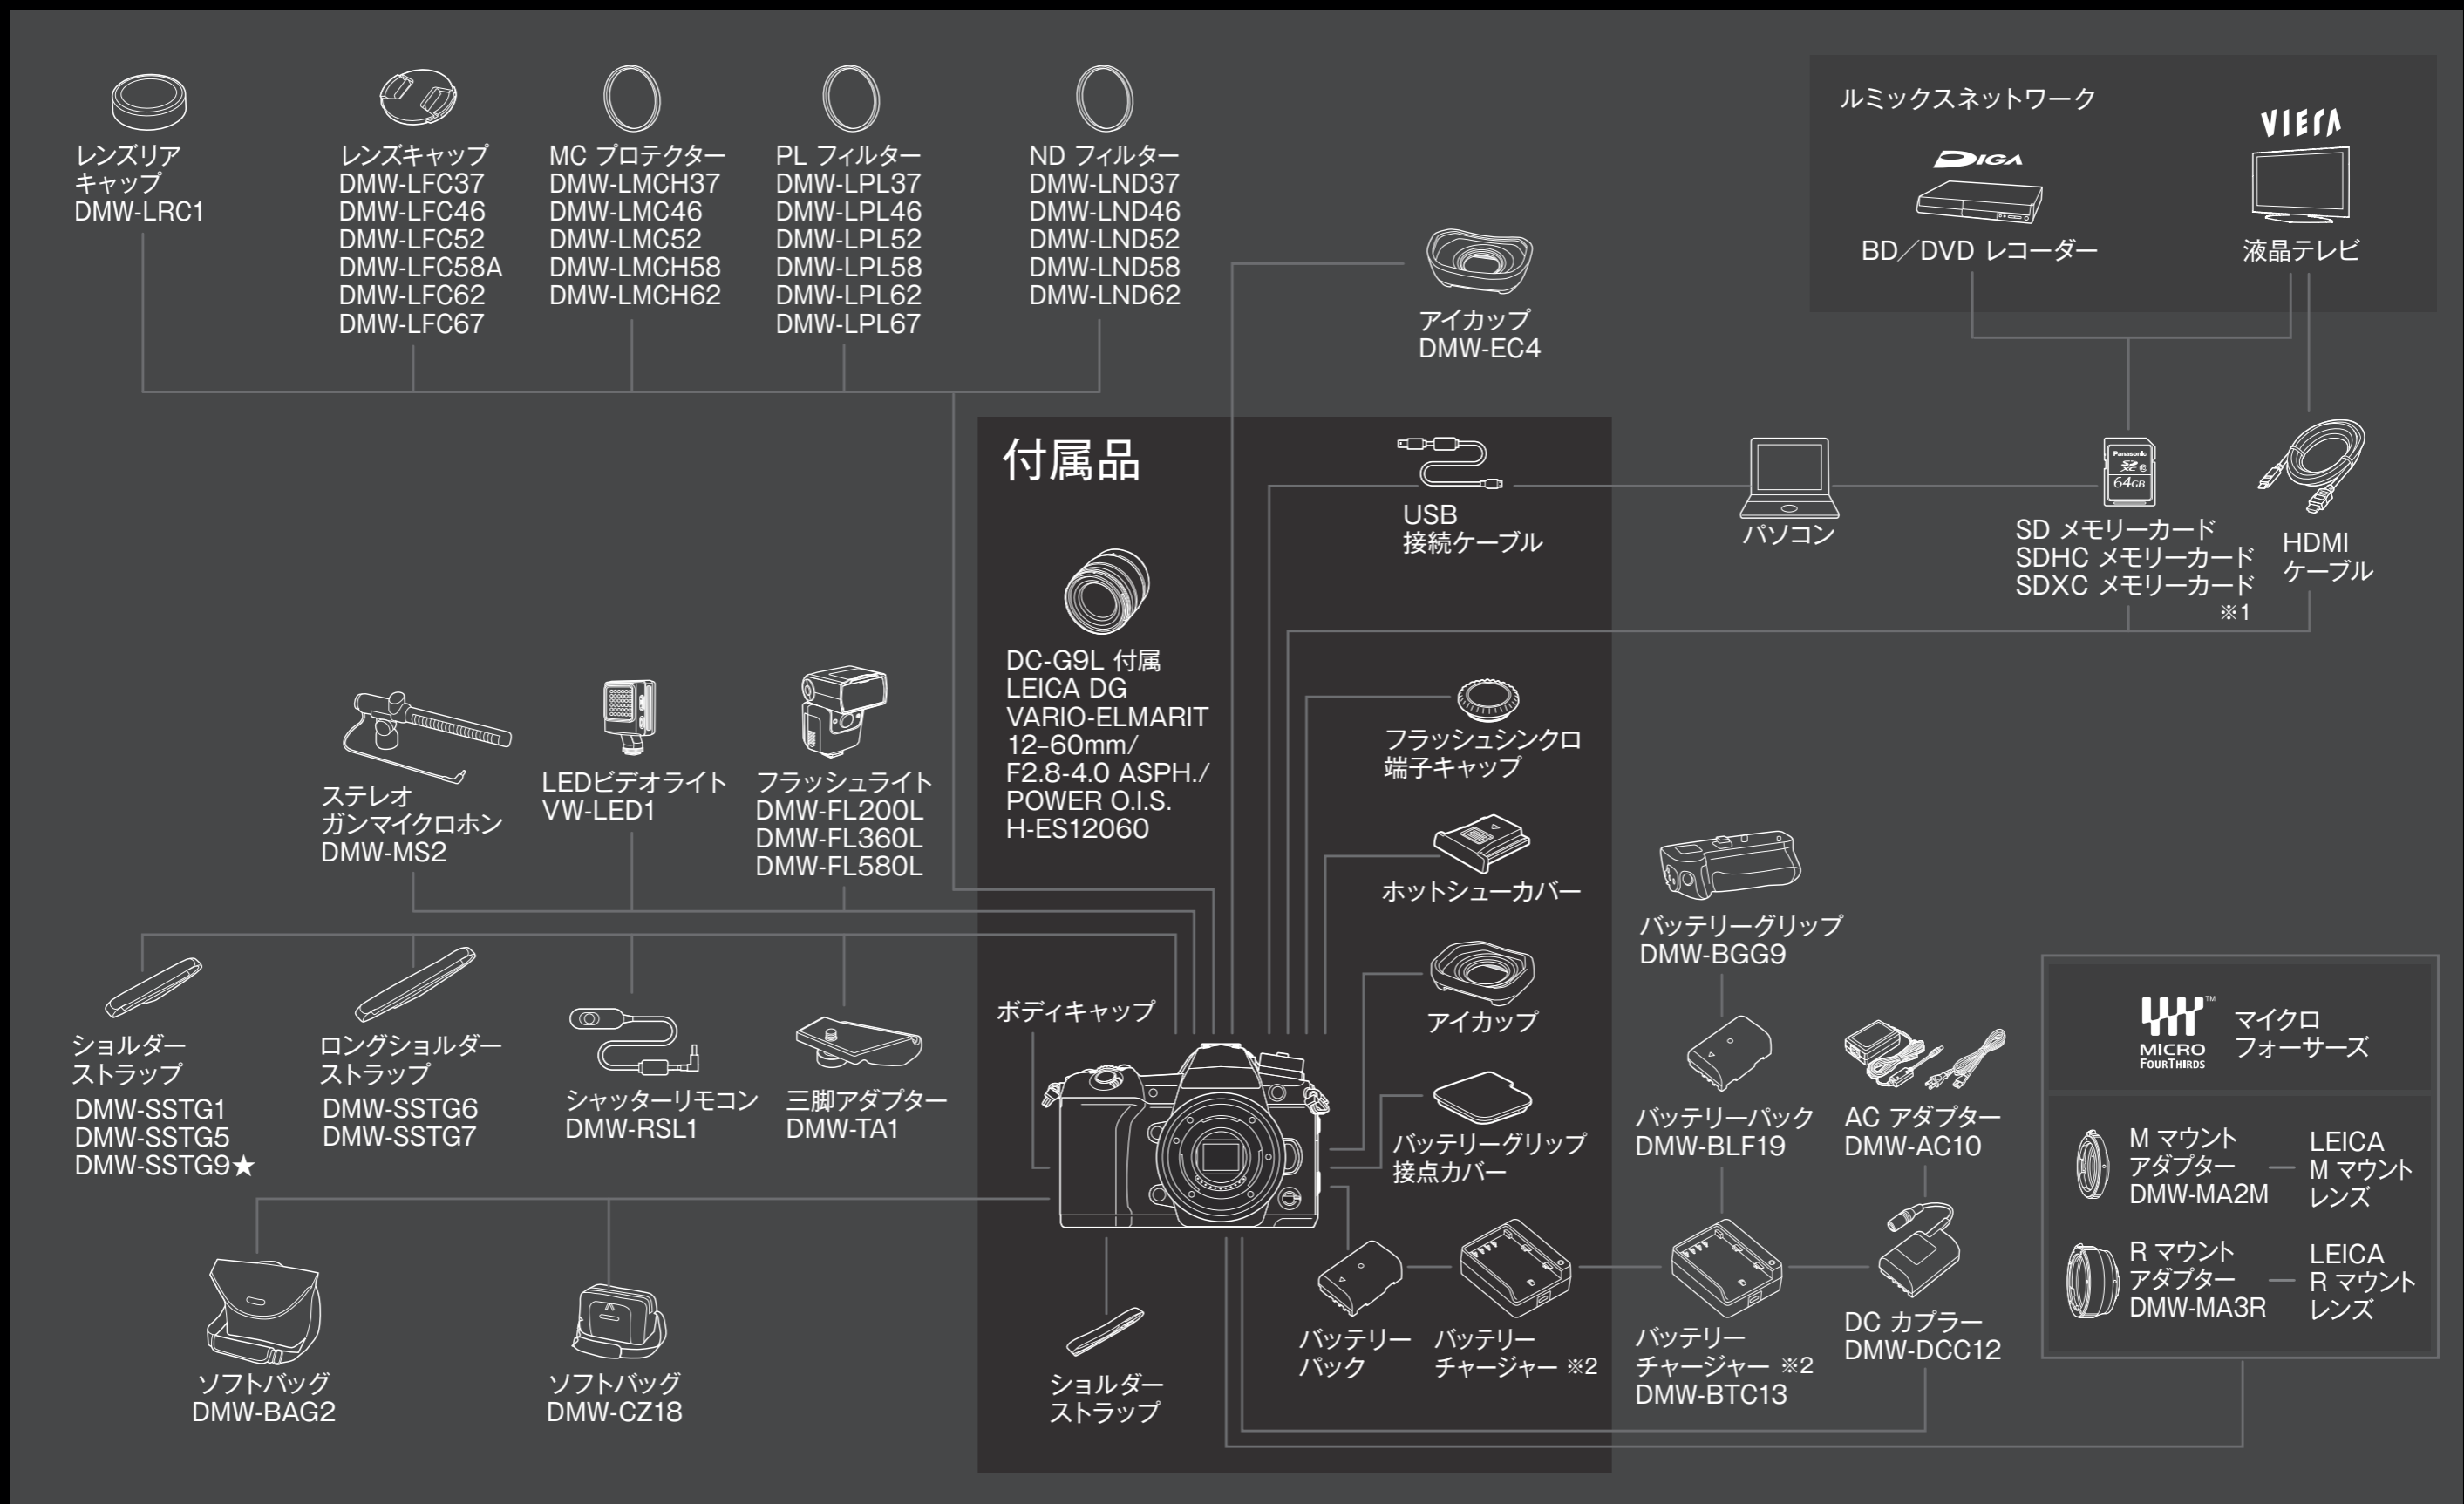 レンズリア
キャップ
DMW-LRC1
レンズキャップ
DMW-LFC37
DMW-LFC46
DMW-LFC52
DMW-LFC58A
DMW-LFC62
DMW-LFC67
MC プロテクター
DMW-LMCH37
DMW-LMC46
DMW-LMC52
DMW-LMCH58
DMW-LMCH62
PL フィルター
DMW-LPL37
DMW-LPL46
DMW-LPL52
DMW-LPL58
DMW-LPL62
DMW-LPL67
ND フィルター
DMW-LND37
DMW-LND46
DMW-LND52
DMW-LND58
DMW-LND62
アイカップ
DMW-EC4
ルミックスネットワーク
DIGA
BD/DVD レコーダー
VIERA
液晶テレビ
付属品
USB
接続ケーブル
パソコン
Panasonic
SD
XC
64GB
SD メモリーカード
SDHC メモリーカード
SDXC メモリーカード
※1
HDMI
ケーブル
DC-G9L 付属
LEICA DG
VARIO-ELMARIT
12–60mm/
F2.8-4.0 ASPH./
POWER O.I.S.
H-ES12060
フラッシュシンクロ
端子キャップ
ホットシューカバー
アイカップ
バッテリーグリップ
接点カバー
ボディキャップ
ステレオ
ガンマイクロホン
DMW-MS2
LEDビデオライト
VW-LED1
フラッシュライト
DMW-FL200L
DMW-FL360L
DMW-FL580L
ショルダー
ストラップ
DMW-SSTG1
DMW-SSTG5
DMW-SSTG9★
ロングショルダー
ストラップ
DMW-SSTG6
DMW-SSTG7
シャッターリモコン
DMW-RSL1
三脚アダプター
DMW-TA1
ソフトバッグ
DMW-BAG2
ソフトバッグ
DMW-CZ18
ショルダー
ストラップ
バッテリー
パック
バッテリー
チャージャー ※2
バッテリーグリップ
DMW-BGG9
バッテリーパック
DMW-BLF19
バッテリー
チャージャー ※2
DMW-BTC13
AC アダプター
DMW-AC10
DC カプラー
DMW-DCC12
TM
MICRO
FOURTHIRDS
マイクロ
フォーサーズ
M マウント
アダプター
DMW-MA2M
LEICA
M マウント
レンズ
R マウント
アダプター
DMW-MA3R
LEICA
R マウント
レンズ